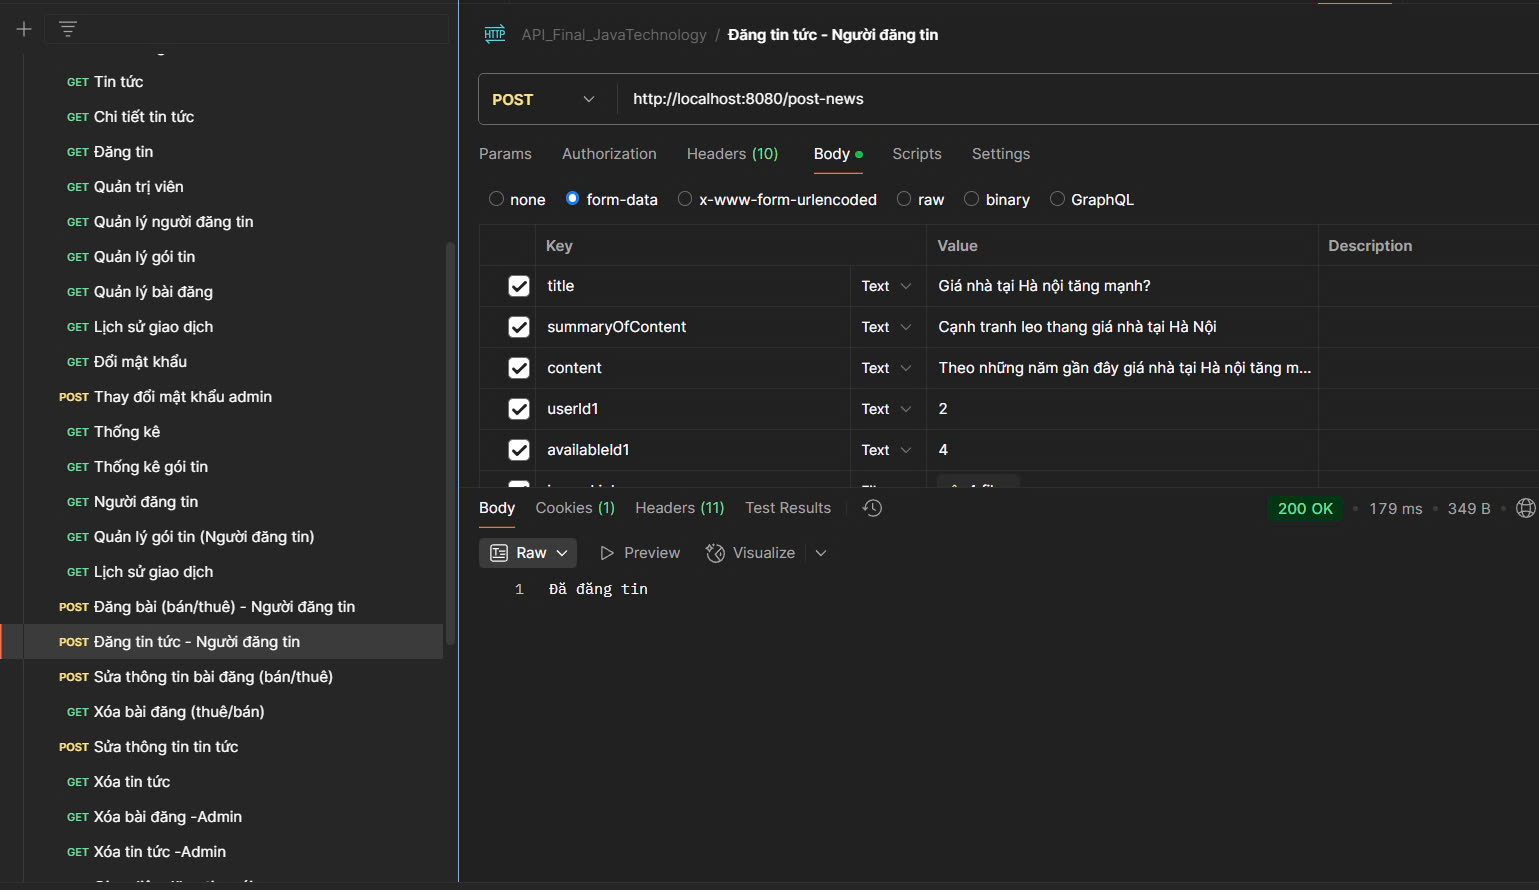 GET Tin tức
GET Chi tiết tin tức
GET Đăng tin
GET Quản trị viên
GET Quản lý người đăng tin
GET Quản lý gói tin
GET Quản lý bài đăng
GET Lịch sử giao dịch
GET Đổi mật khẩu
POST Thay đổi mật khẩu admin
GET Thống kê
GET Thống kê gói tin
GET Người đăng tin
GET Quản lý gói tin (Người đăng tin)
GET Lịch sử giao dịch
POST Đăng bài (bán/thuê) - Người đăng tin
POST Đăng tin tức - Người đăng tin
POST Sửa thông tin bài đăng (bán/thuê)
GET Xóa bài đăng (thuê/bán)
POST Sửa thông tin tin tức
GET Xóa tin tức
GET Xóa bài đăng -Admin
GET Xóa tin tức -Admin
HTTP API_Final_JavaTechnology / Đăng tin tức - Người đăng tin
POST http://localhost:8080/post-news
Params Authorization Headers (10) Body Scripts Settings
none form-data x-www-form-urlencoded raw binary GraphQL
Key Value Description
title Text Giá nhà tại Hà nội tăng mạnh?
summaryOfContent Text Cạnh tranh leo thang giá nhà tại Hà Nội
content Text Theo những năm gần đây giá nhà tại Hà nội tăng m...
userId1 Text 2
availableId1 Text 4
Body Cookies (1) Headers (11) Test Results 200 OK 179 ms 349 B
Raw Preview Visualize
1 Đã đăng tin